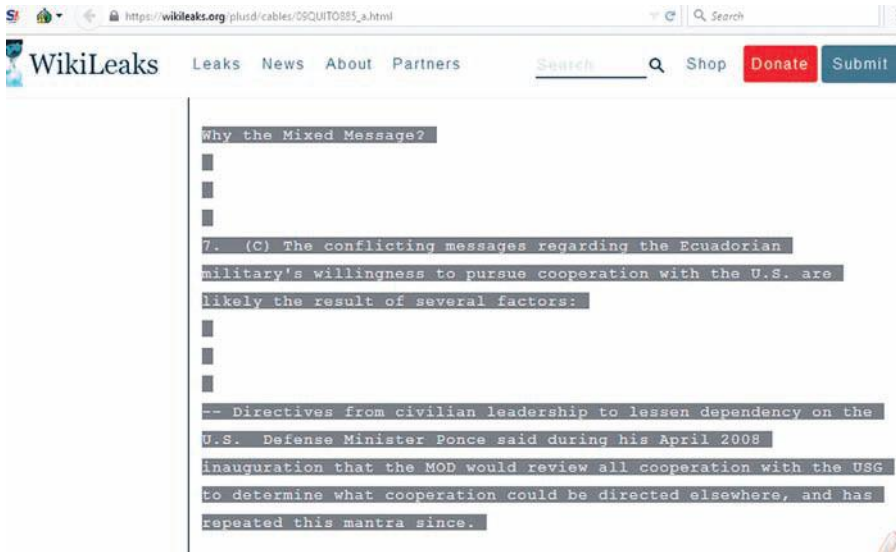 https://wikileaks.org/plusd/cables/09QUITO885_a.html Search
WikiLeaks Leaks News About Partners Search Shop Donate Submit
Why the Mixed Message?
7. (C) The conflicting messages regarding the Ecuadorian
military's willingness to pursue cooperation with the U.S. are
likely the result of several factors:
-- Directives from civilian leadership to lessen dependency on the
U.S. Defense Minister Ponce said during his April 2008
inauguration that the MOD would review all cooperation with the USG
to determine what cooperation could be directed elsewhere, and has
repeated this mantra since.